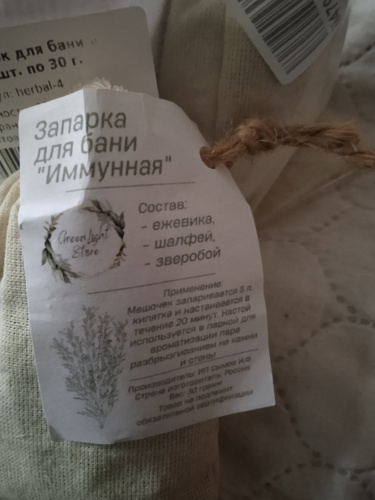 для бани
шт. по 30 г.
herbal-4
Запарка
для бани
"Иммунная"
Green Light
Store
Состав:
- ежевика,
- шалфей,
- зверобой
Применение:
Мешочек запаривается 5 л
кипятка и настаивается в
течение 20 минут. Настой
используется в парной для
ароматизации пара
разбрызгиванием на камни
и стены
Производитель: ИП
Страна изготовитель: Россия
Вес: 30 грамм
Товар не подлежит
обязательной сертификации